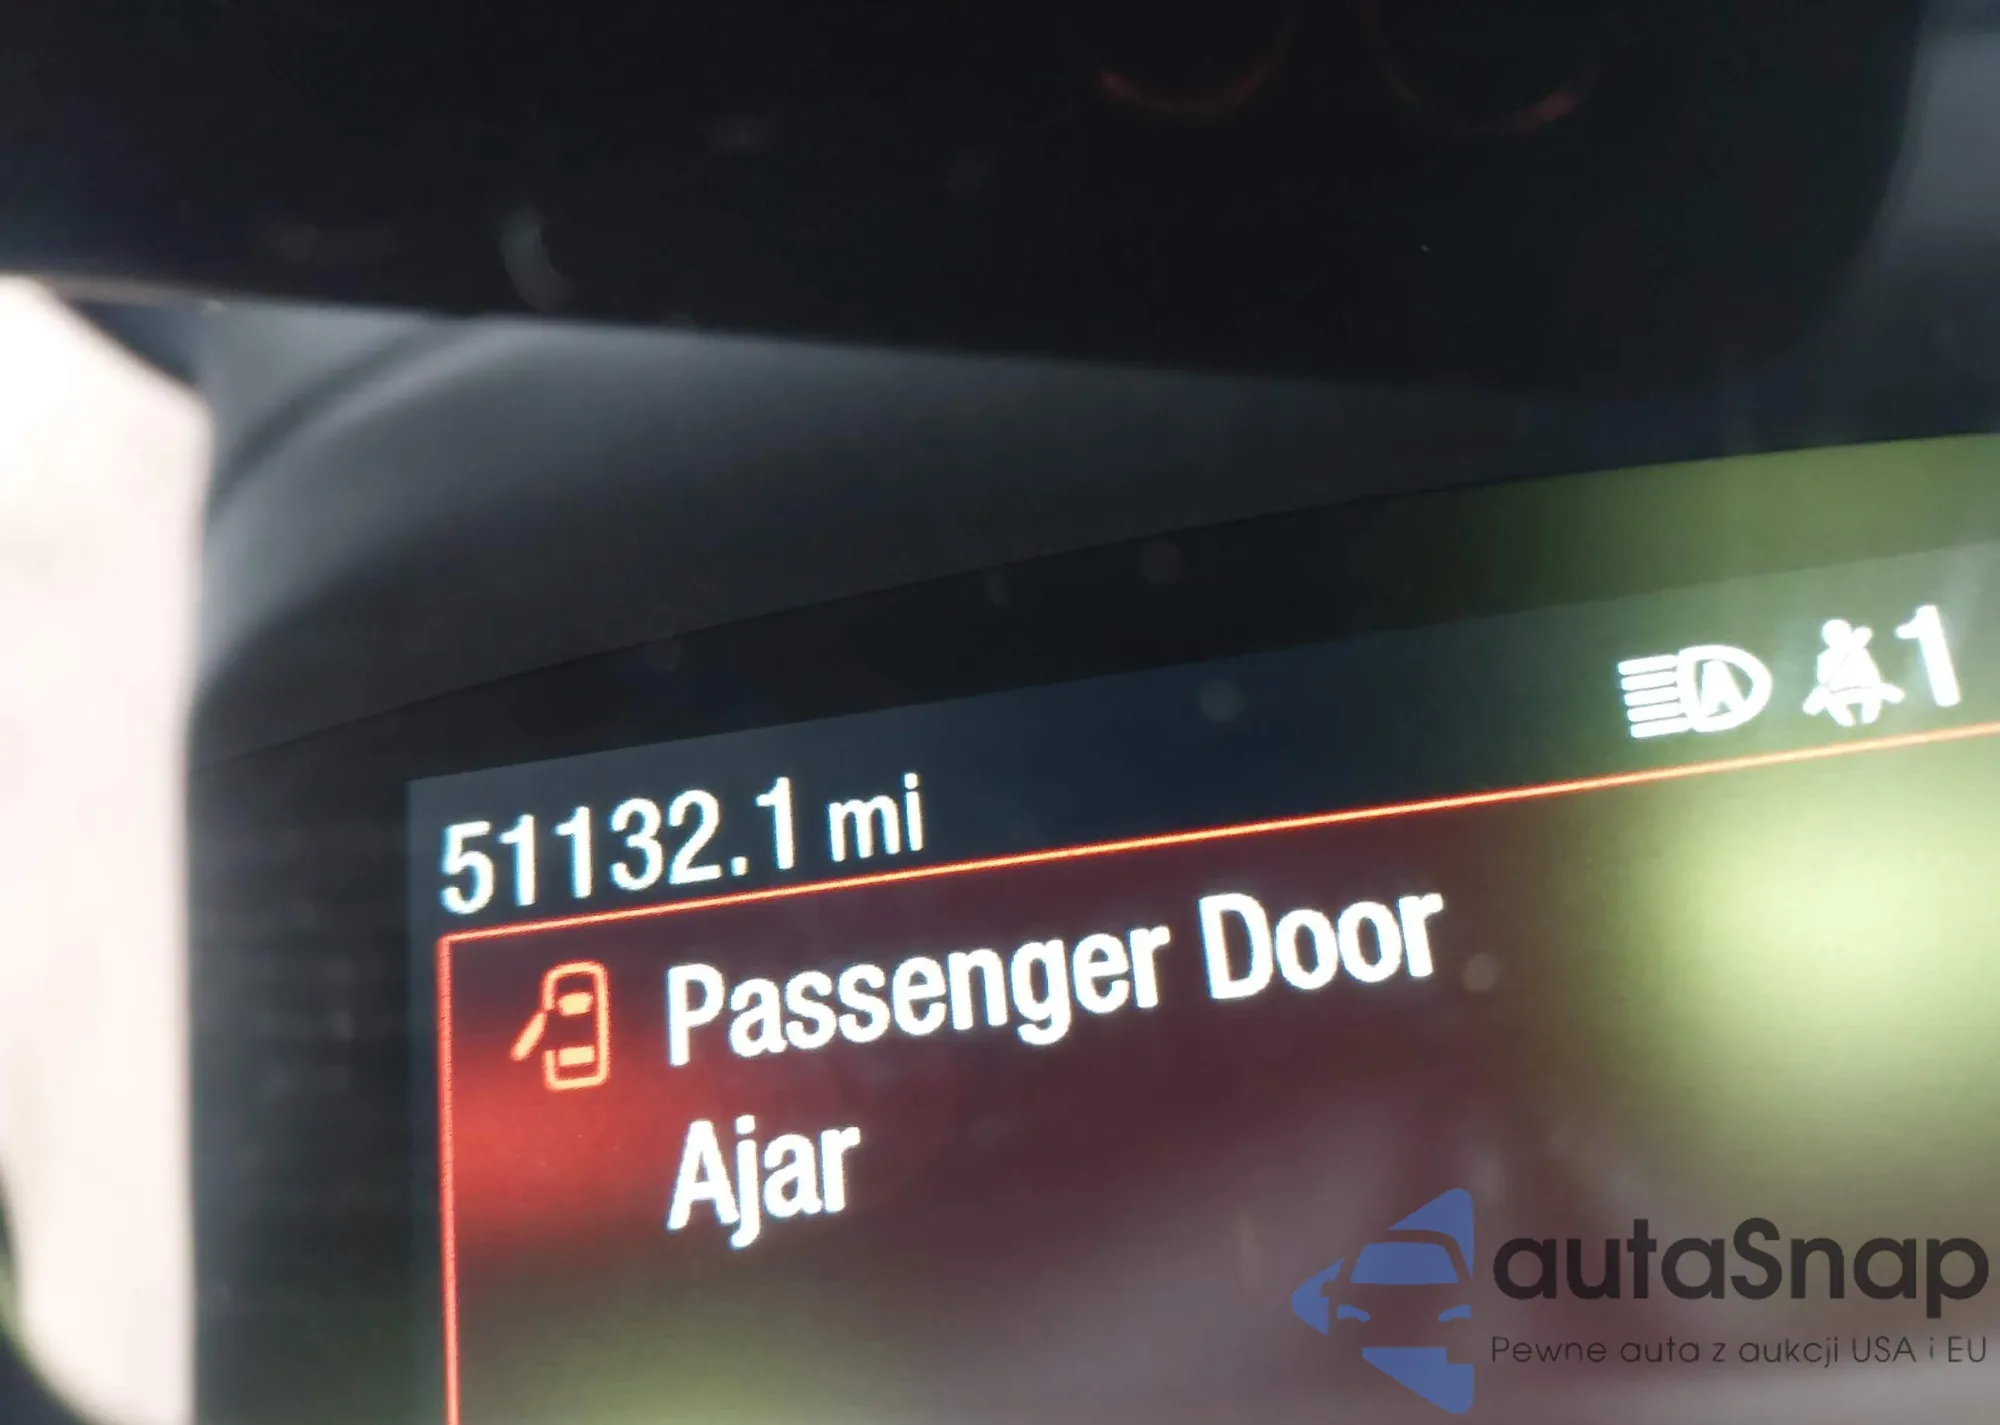 1
51132.1 mi
Passenger Door
Ajar
autaSnap
Pewne auta z aukcji USA i EU